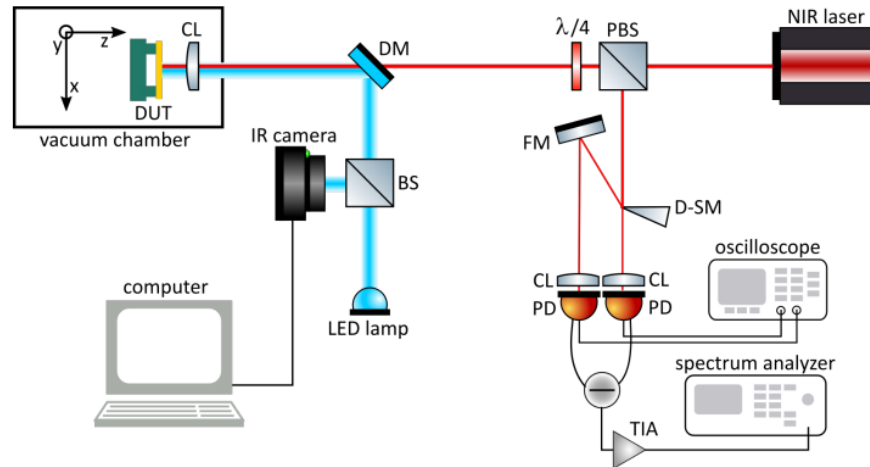 CL
DM
λ/4
PBS
NIR laser
y
z
x
DUT
vacuum chamber
IR camera
BS
FM
D-SM
oscilloscope
computer
CL
CL
PD
PD
LED lamp
spectrum analyzer
TIA